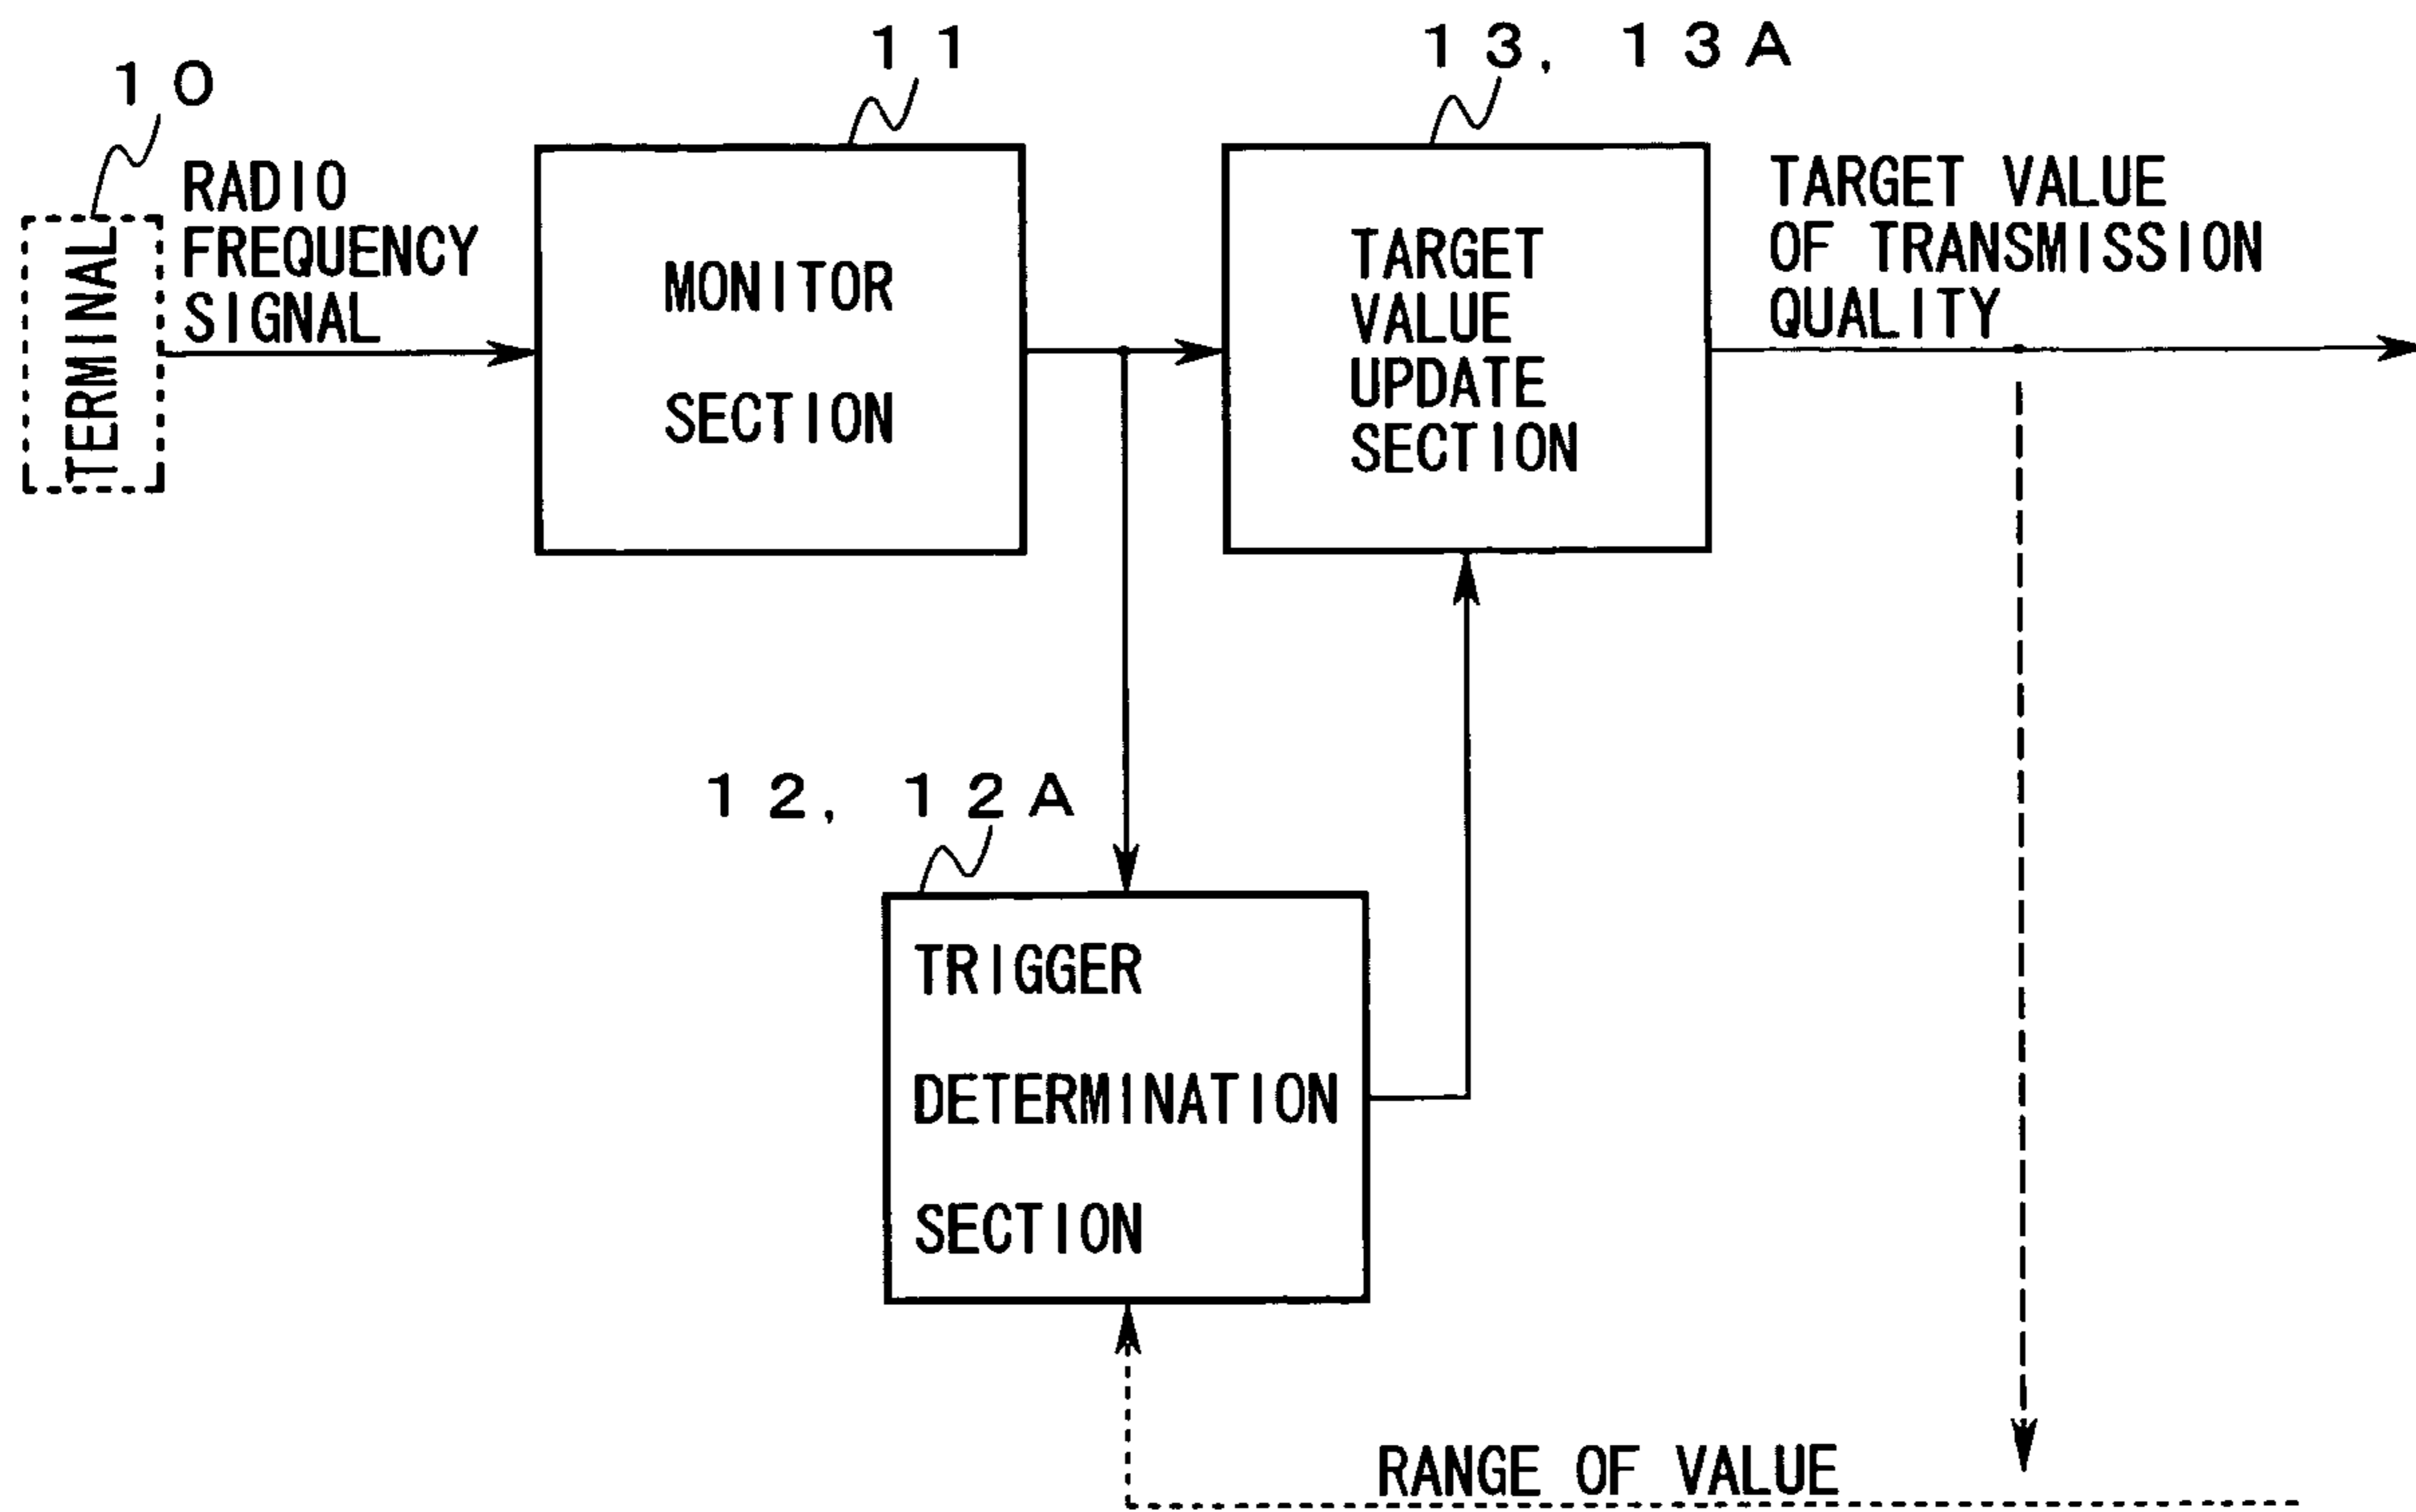 10
11
13, 13A
TERMINAL
RADIO
FREQUENCY
SIGNAL
MONITOR
SECTION
TARGET
VALUE
UPDATE
SECTION
TARGET VALUE
OF TRANSMISSION
QUALITY
12, 12A
TRIGGER
DETERMINATION
SECTION
RANGE OF VALUE